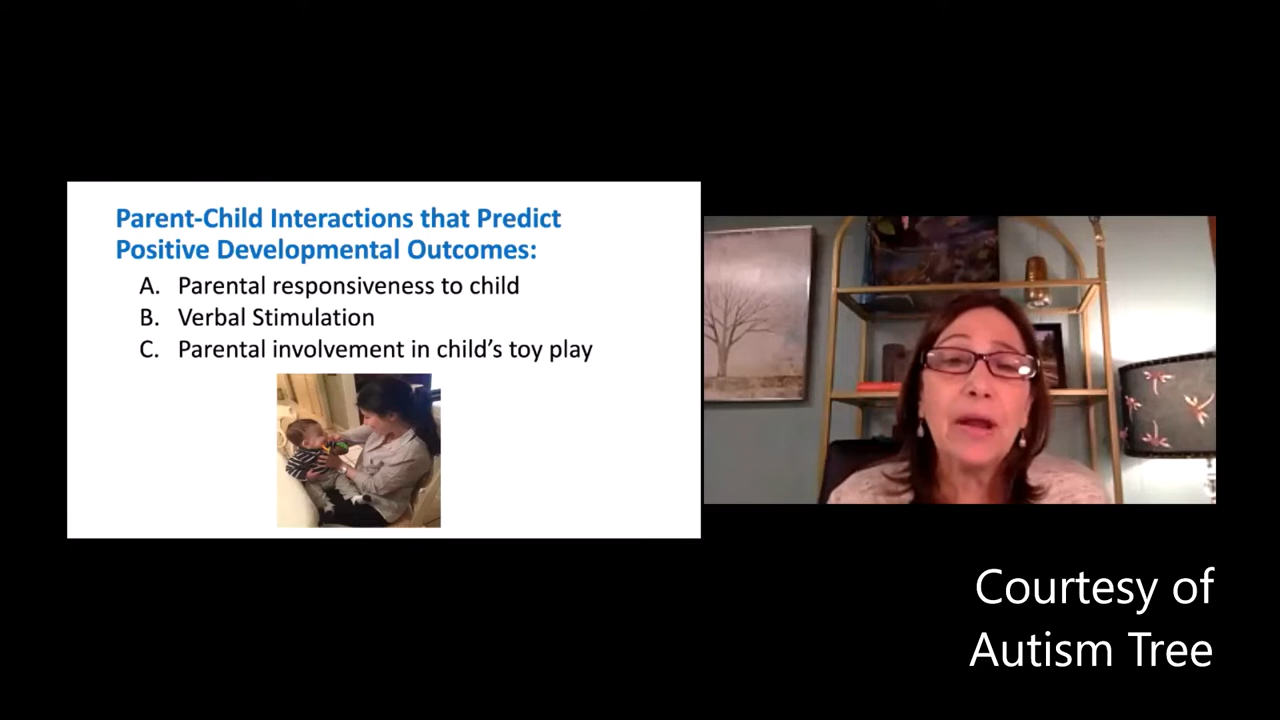 Parent-Child Interactions that Predict
Positive Developmental Outcomes:
A. Parental responsiveness to child
B. Verbal Stimulation
C. Parental involvement in child's toy play
Courtesy of
Autism Tree